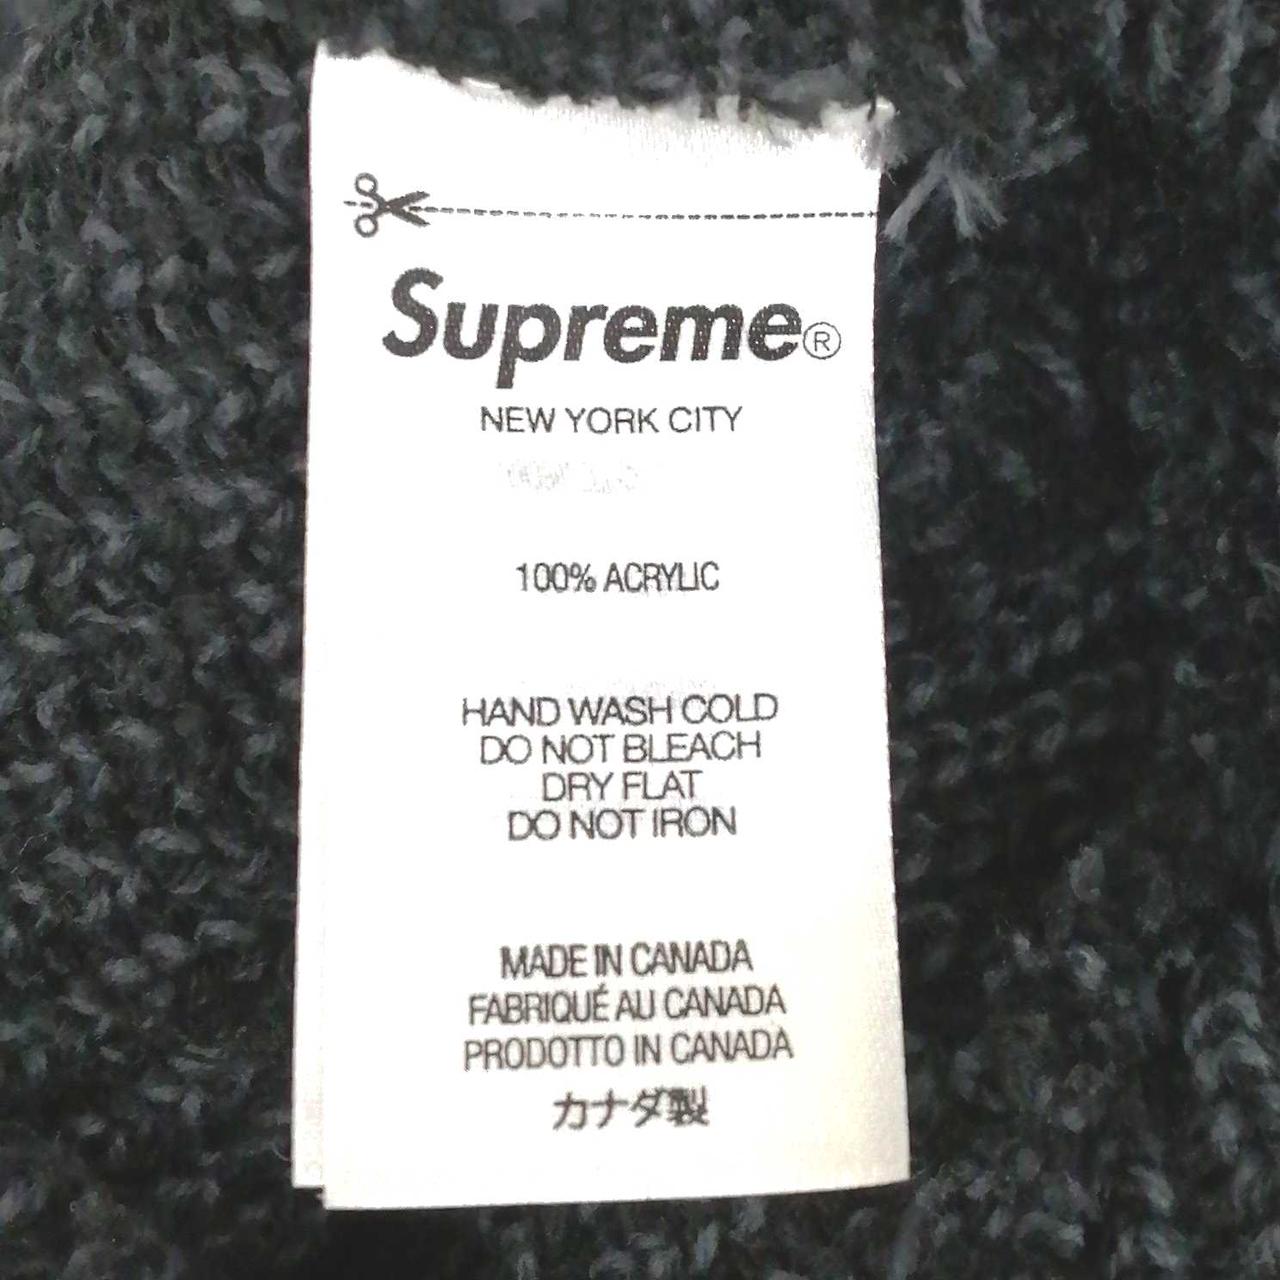 Supreme®
NEW YORK CITY
100% ACRYLIC
HAND WASH COLD
DO NOT BLEACH
DRY FLAT
DO NOT IRON
MADE IN CANADA
FABRIQUÉ AU CANADA
PRODOTTO IN CANADA
カナダ製